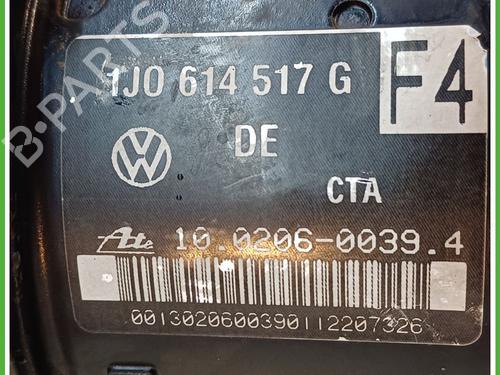 1J0 614 517 G
F4
DE
CTA
Ate 10.0206-0039.4
0013020600390112207326
B-PARTS